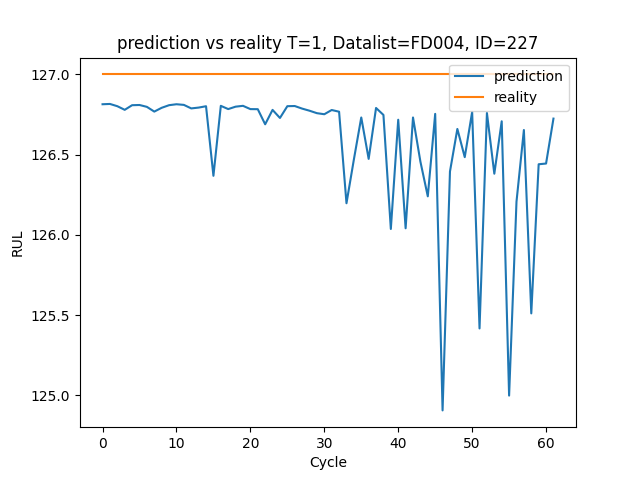 prediction vs reality T=1, Datalist=FD004, ID=227
prediction
reality
127.0
126.5
126.0
125.5
125.0
RUL
0 10 20 30 40 50 60
Cycle